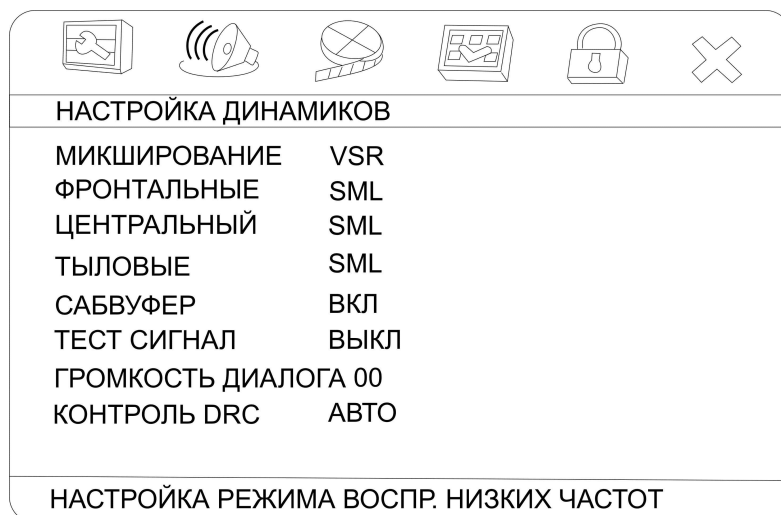 НАСТРОЙКА ДИНАМИКОВ
МИКШИРОВАНИЕ VSR
ФРОНТАЛЬНЫЕ SML
ЦЕНТРАЛЬНЫЙ SML
ТЫЛОВЫЕ SML
САБВУФЕР ВКЛ
ТЕСТ СИГНАЛ ВЫКЛ
ГРОМКОСТЬ ДИАЛОГА 00
КОНТРОЛЬ DRC АВТО
НАСТРОЙКА РЕЖИМА ВОСПР. НИЗКИХ ЧАСТОТ